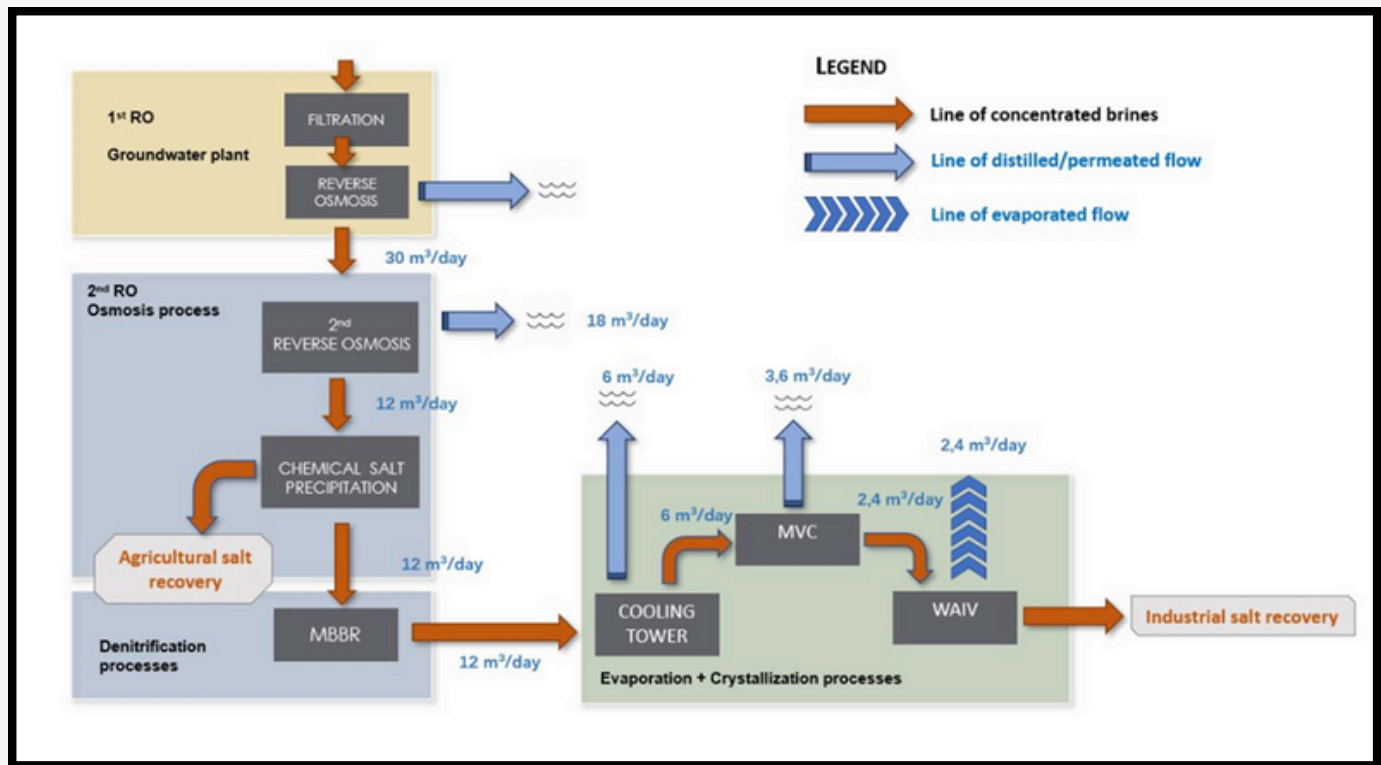 LEGEND
Line of concentrated brines
Line of distilled/permeated flow
Line of evaporated flow
1st RO
Groundwater plant
FILTRATION
REVERSE
OSMOSIS
30 m³/day
2nd RO
Osmosis process
2nd
REVERSE OSMOSIS
18 m³/day
12 m³/day
CHEMICAL SALT
PRECIPITATION
Agricultural salt
recovery
12 m³/day
Denitrification
processes
MBBR
12 m³/day
6 m³/day
3,6 m³/day
2,4 m³/day
6 m³/day
MVC
2,4 m³/day
COOLING
TOWER
WAIV
Industrial salt recovery
Evaporation + Crystallization processes